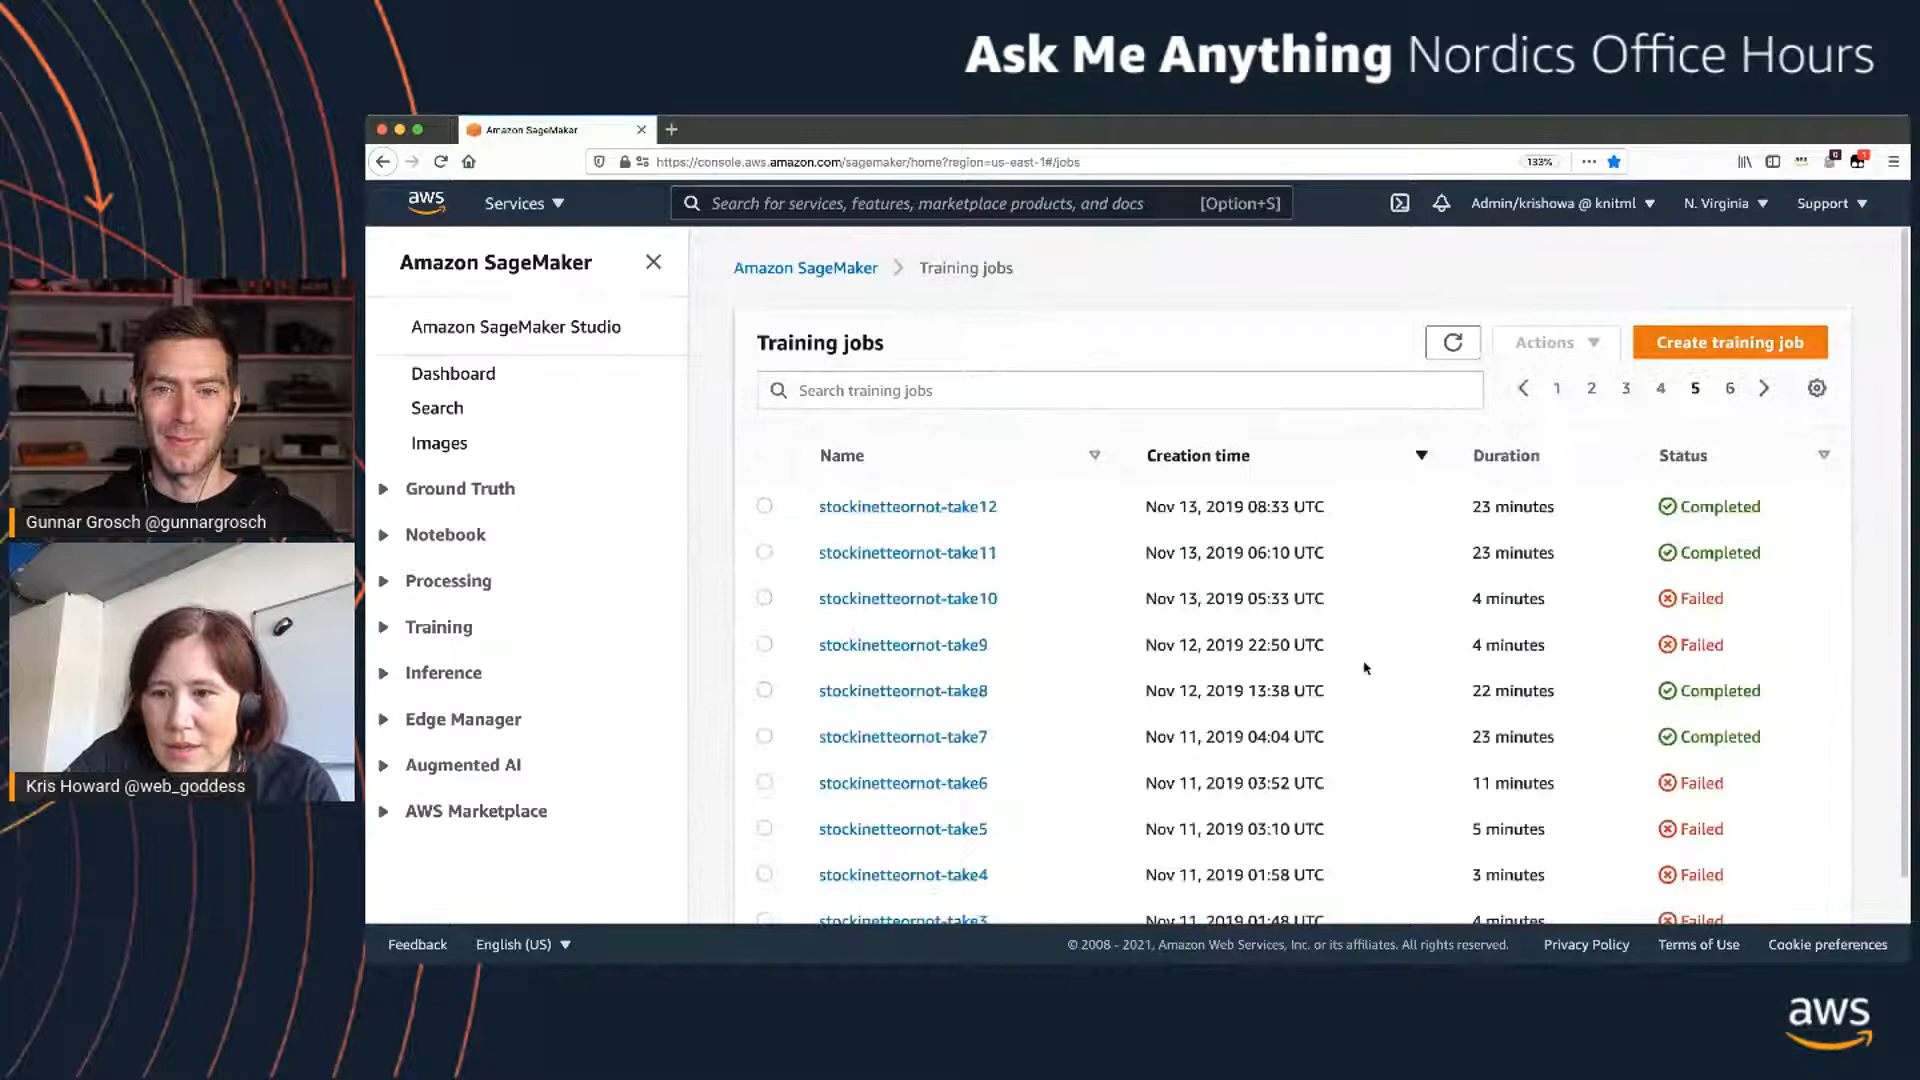 Ask Me Anything Nordics Office Hours
Amazon SageMaker
https://console.aws.amazon.com/sagemaker/home?region=us-east-1#/jobs
133%
aws
Services
Search for services, features, marketplace products, and docs [Option+S]
Admin/krishowa @ knitml
N. Virginia
Support
Amazon SageMaker
Amazon SageMaker Studio
Dashboard
Search
Images
Ground Truth
Notebook
Processing
Training
Inference
Edge Manager
Augmented AI
AWS Marketplace
Amazon SageMaker > Training jobs
Training jobs
Actions
Create training job
Search training jobs
1 2 3 4 5 6
Name Creation time Duration Status
stockinetteornot-take12 Nov 13, 2019 08:33 UTC 23 minutes Completed
stockinetteornot-take11 Nov 13, 2019 06:10 UTC 23 minutes Completed
stockinetteornot-take10 Nov 13, 2019 05:33 UTC 4 minutes Failed
stockinetteornot-take9 Nov 12, 2019 22:50 UTC 4 minutes Failed
stockinetteornot-take8 Nov 12, 2019 13:38 UTC 22 minutes Completed
stockinetteornot-take7 Nov 11, 2019 04:04 UTC 23 minutes Completed
stockinetteornot-take6 Nov 11, 2019 03:52 UTC 11 minutes Failed
stockinetteornot-take5 Nov 11, 2019 03:10 UTC 5 minutes Failed
stockinetteornot-take4 Nov 11, 2019 01:58 UTC 3 minutes Failed
stockinetteornot-take3 Nov 11, 2019 01:48 UTC 4 minutes Failed
Gunnar Grosch @gunnargrosch
Kris Howard @web_goddess
Feedback
English (US)
© 2008 - 2021, Amazon Web Services, Inc. or its affiliates. All rights reserved.
Privacy Policy
Terms of Use
Cookie preferences
aws